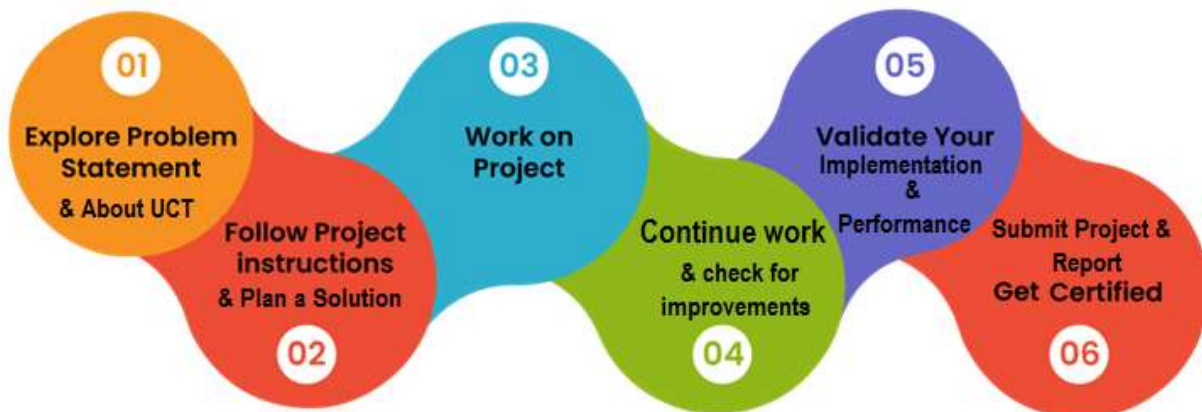 01
Explore Problem
Statement
& About UCT
Follow Project
instructions
& Plan a Solution
02
03
Work on
Project
Continue work
& check for
improvements
04
05
Validate Your
Implementation
&
Performance
Submit Project &
Report
Get Certified
06